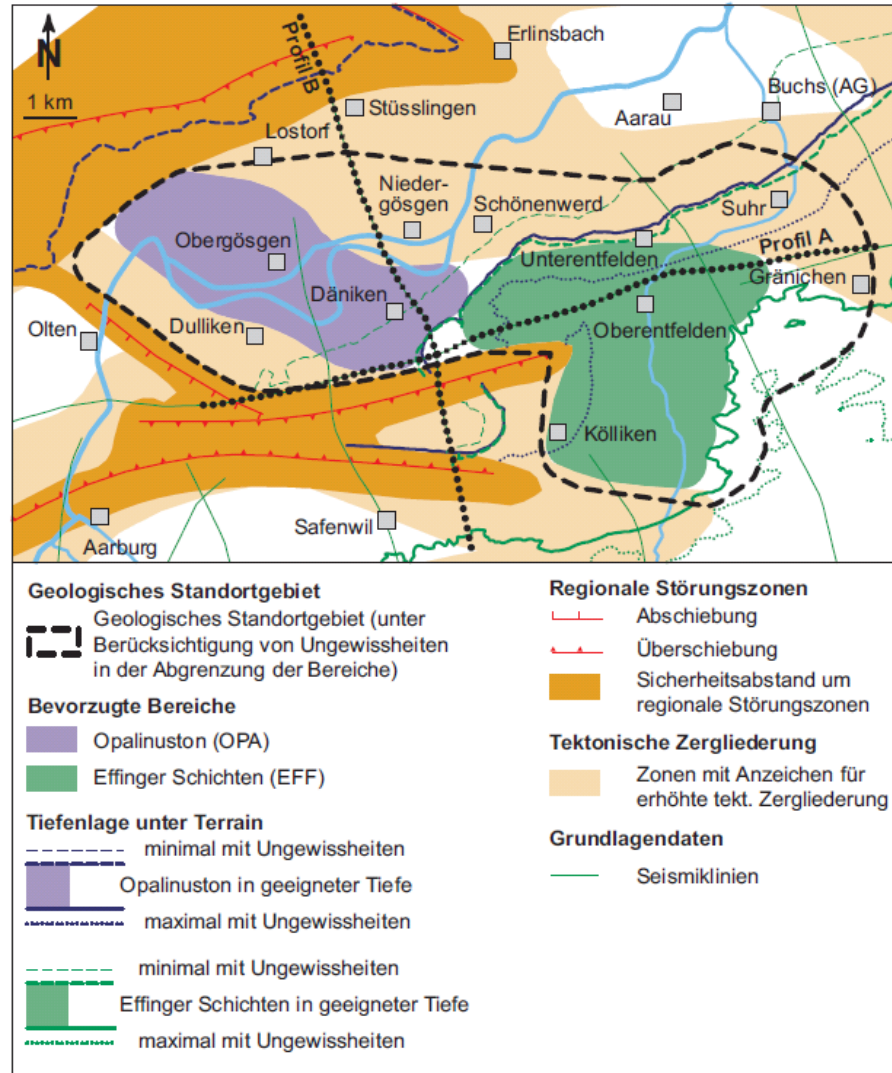 N
1 km
Profil B
Erlinsbach
Stüsslingen
Aarau
Buchs (AG)
Lostorf
Nieder-
gösgen
Schönenwerd
Suhr
Obergösgen
Unterentfelden
Profil A
Gränichen
Däniken
Oberentfelden
Olten
Dulliken
Kölliken
Safenwil
Aarburg
Geologisches Standortgebiet
Geologisches Standortgebiet (unter
Berücksichtigung von Ungewissheiten
in der Abgrenzung der Bereiche)
Bevorzugte Bereiche
Opalinuston (OPA)
Effinger Schichten (EFF)
Tiefenlage unter Terrain
minimal mit Ungewissheiten
Opalinuston in geeigneter Tiefe
maximal mit Ungewissheiten
minimal mit Ungewissheiten
Effinger Schichten in geeigneter Tiefe
maximal mit Ungewissheiten
Regionale Störungszonen
Abschiebung
Überschiebung
Sicherheitsabstand um
regionale Störungszonen
Tektonische Zergliederung
Zonen mit Anzeichen für
erhöhte tekt. Zergliederung
Grundlagendaten
Seismiklinien